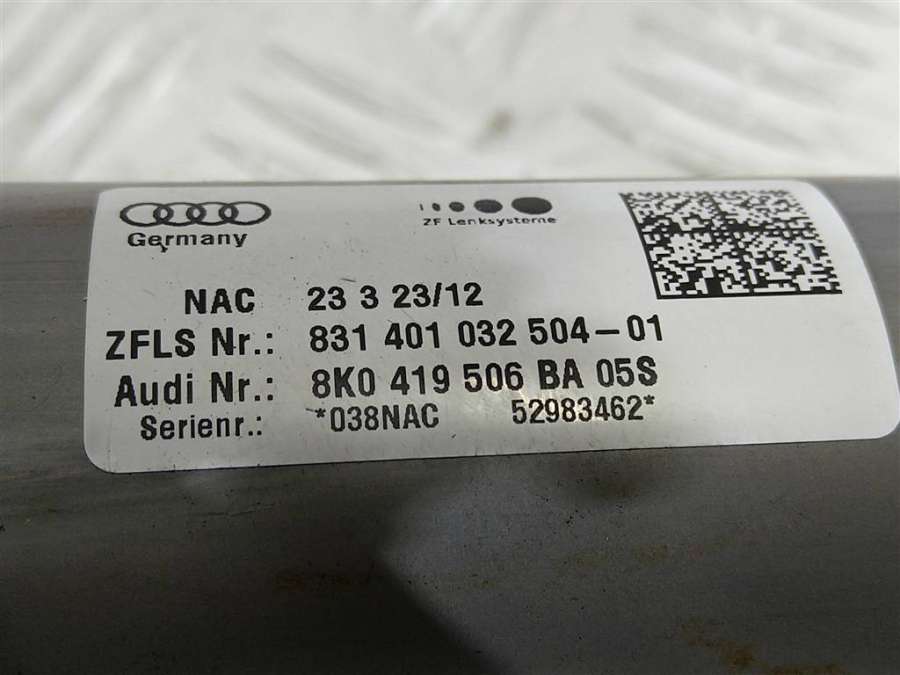 Germany
ZF Lenksysteme
NAC 23 3 23/12
ZFLS Nr.: 831 401 032 504-01
Audi Nr.: 8K0 419 506 BA 05S
Serienr.: *038NAC 52983462*